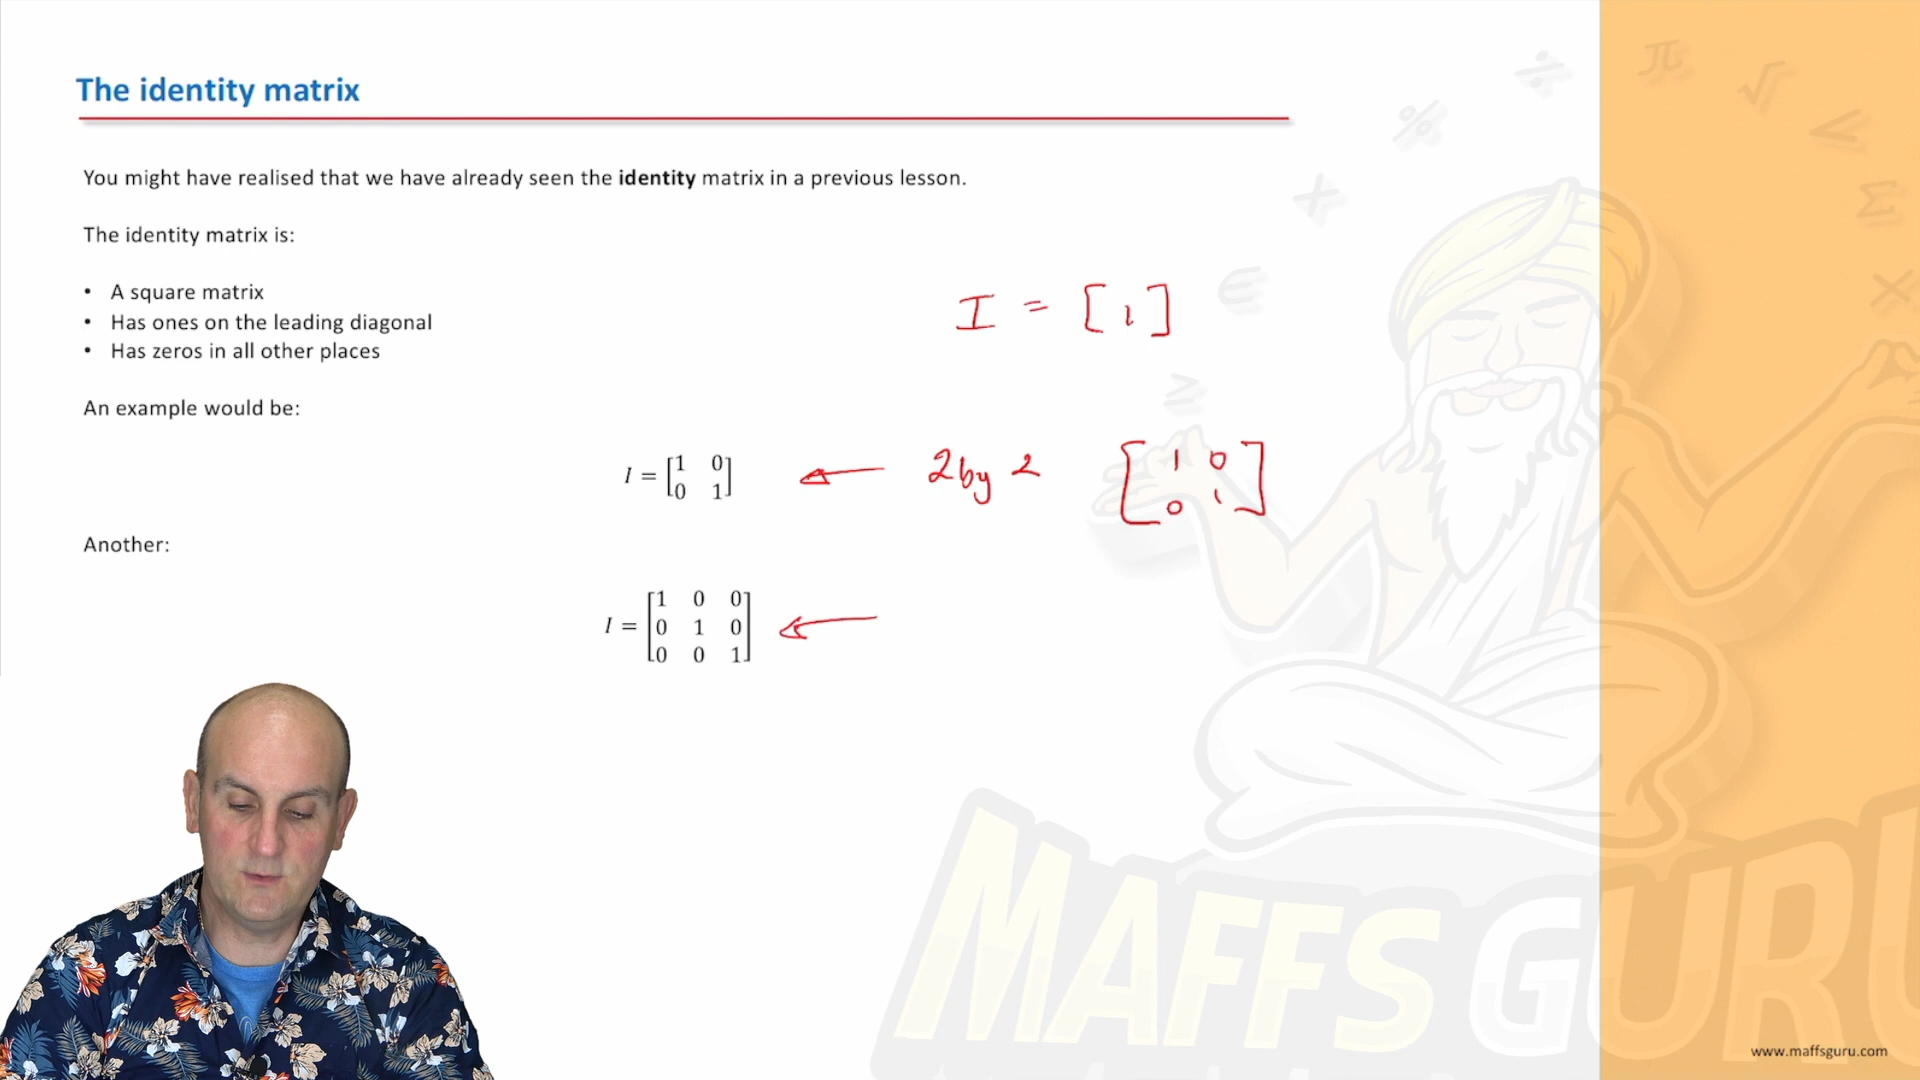 The identity matrix
You might have realised that we have already seen the identity matrix in a previous lesson.
The identity matrix is:
• A square matrix
• Has ones on the leading diagonal
• Has zeros in all other places
I = [1]
An example would be:
I = [1 0
0 1]
2 by 2
[1 0
0 1]
Another:
I = [1 0 0
0 1 0
0 0 1]
÷ π √ % < + Σ × ∈ ≥
MAFFS GURU
www.maffsguru.com